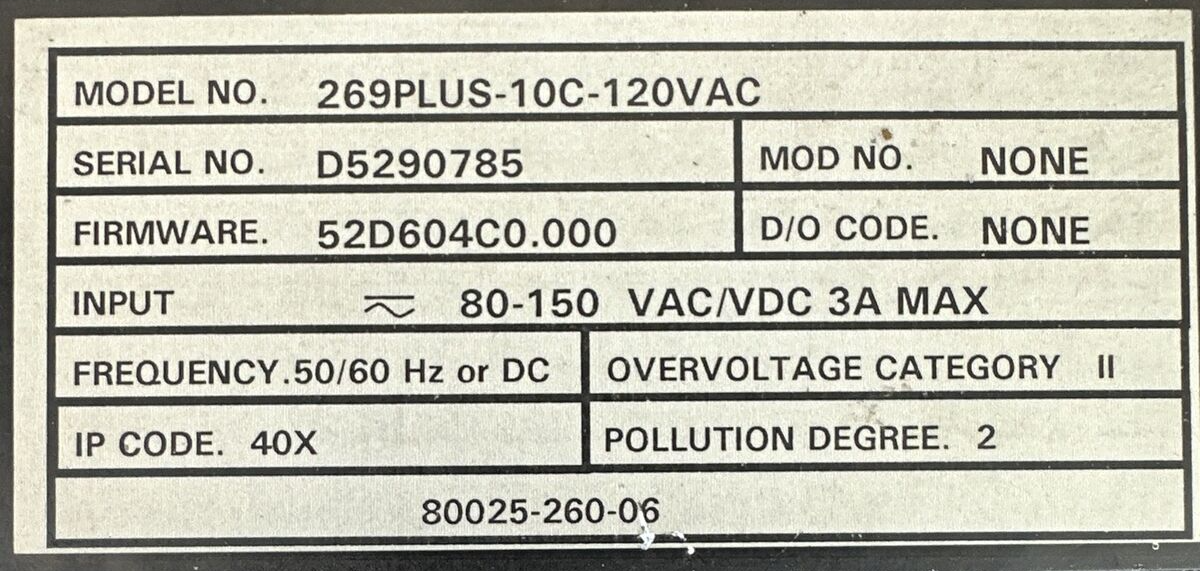 MODEL NO. 269PLUS-10C-120VAC
SERIAL NO. D5290785 MOD NO. NONE
FIRMWARE. 52D604C0.000 D/O CODE. NONE
INPUT ⏦ 80-150 VAC/VDC 3A MAX
FREQUENCY.50/60 Hz or DC OVERVOLTAGE CATEGORY II
IP CODE. 40X POLLUTION DEGREE. 2
80025-260-06